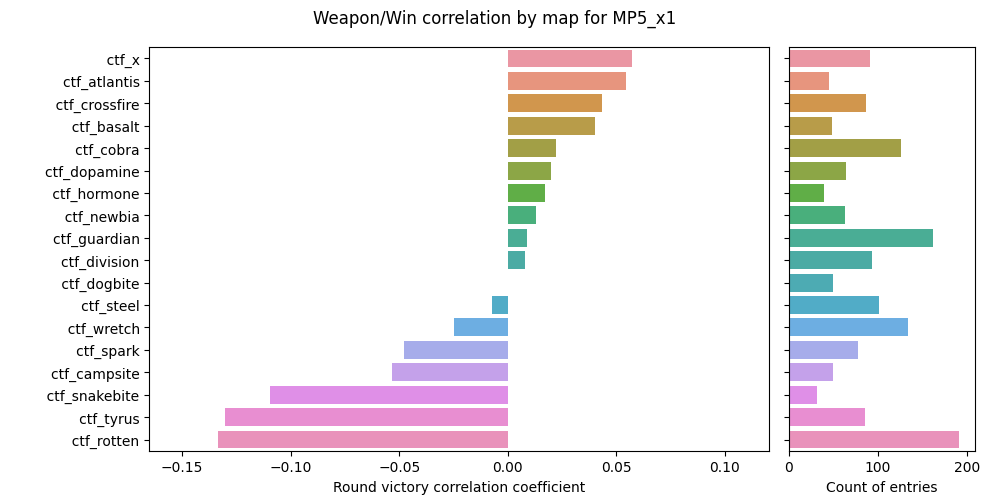 Weapon/Win correlation by map for MP5_x1
ctf_x
ctf_atlantis
ctf_crossfire
ctf_basalt
ctf_cobra
ctf_dopamine
ctf_hormone
ctf_newbia
ctf_guardian
ctf_division
ctf_dogbite
ctf_steel
ctf_wretch
ctf_spark
ctf_campsite
ctf_snakebite
ctf_tyrus
ctf_rotten
−0.15 −0.10 −0.05 0.00 0.05 0.10
Round victory correlation coefficient
0 100 200
Count of entries